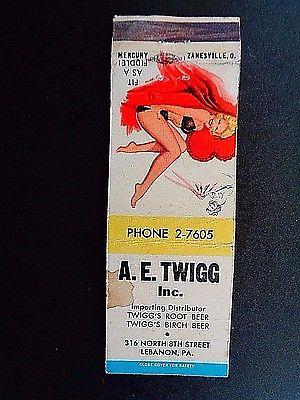 MERCURY
ZANESVILLE, O.
FIT
AS A
FIDDLE!
PHONE 2-7605
A. E. TWIGG
Inc.
Importing Distributor
TWIGG'S ROOT BEER
TWIGG'S BIRCH BEER
316 NORTH 8TH STREET
LEBANON, PA.
CLOSE COVER FOR SAFETY